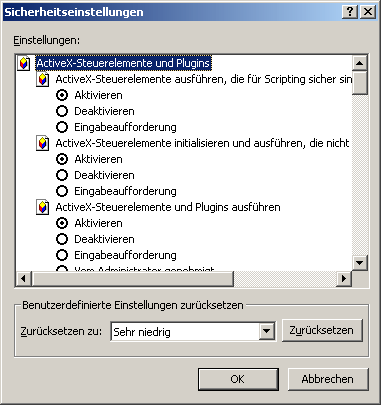 Sicherheitseinstellungen
Einstellungen:
ActiveX-Steuerelemente und Plugins
ActiveX-Steuerelemente ausführen, die für Scripting sicher sin
Aktivieren
Deaktivieren
Eingabeaufforderung
ActiveX-Steuerelemente initialisieren und ausführen, die nicht
Aktivieren
Deaktivieren
Eingabeaufforderung
ActiveX-Steuerelemente und Plugins ausführen
Aktivieren
Deaktivieren
Eingabeaufforderung
Vom Administrator genehmigt
Benutzerdefinierte Einstellungen zurücksetzen
Zurücksetzen zu: Sehr niedrig Zurücksetzen
OK Abbrechen